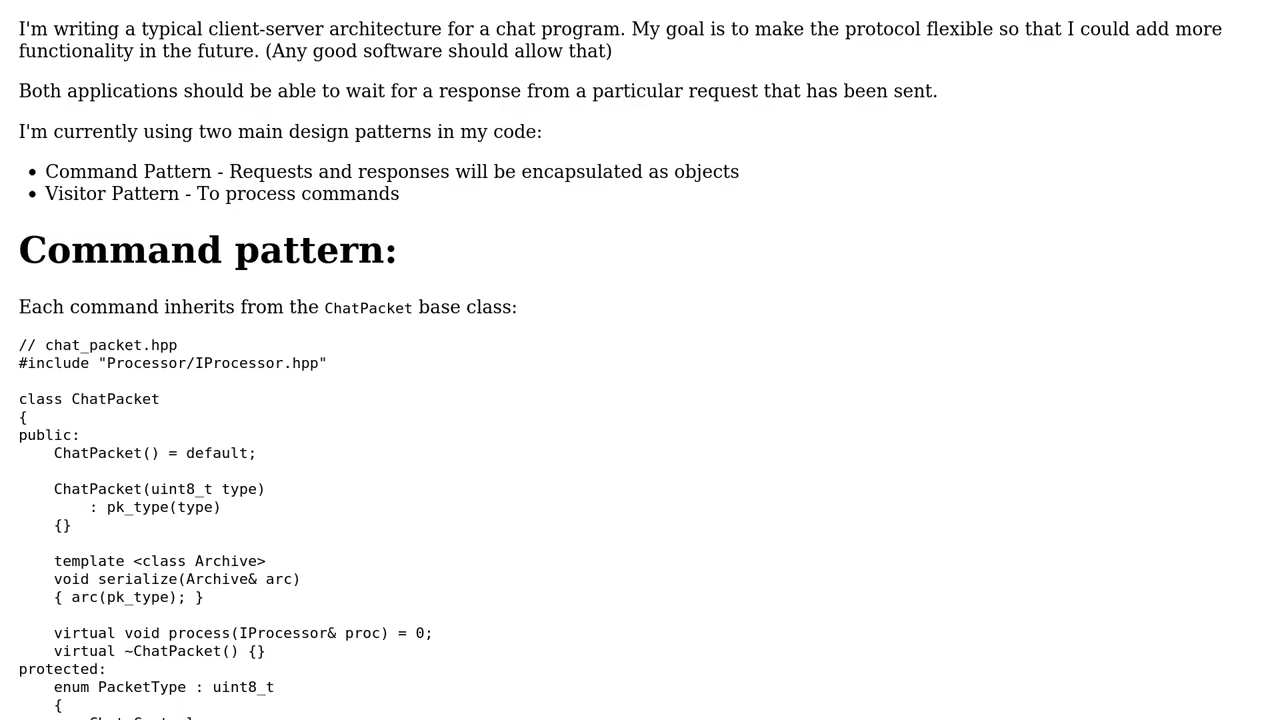 I'm writing a typical client-server architecture for a chat program. My goal is to make the protocol flexible so that I could add more
functionality in the future. (Any good software should allow that)
Both applications should be able to wait for a response from a particular request that has been sent.
I'm currently using two main design patterns in my code:
• Command Pattern - Requests and responses will be encapsulated as objects
• Visitor Pattern - To process commands
Command pattern:
Each command inherits from the ChatPacket base class:
// chat_packet.hpp
#include "Processor/IProcessor.hpp"
class ChatPacket
{
public:
    ChatPacket() = default;
    ChatPacket(uint8_t type)
        : pk_type(type)
    {}
    template <class Archive>
    void serialize(Archive& arc)
    { arc(pk_type); }
    virtual void process(IProcessor& proc) = 0;
    virtual ~ChatPacket() {}
protected:
    enum PacketType : uint8_t
    {